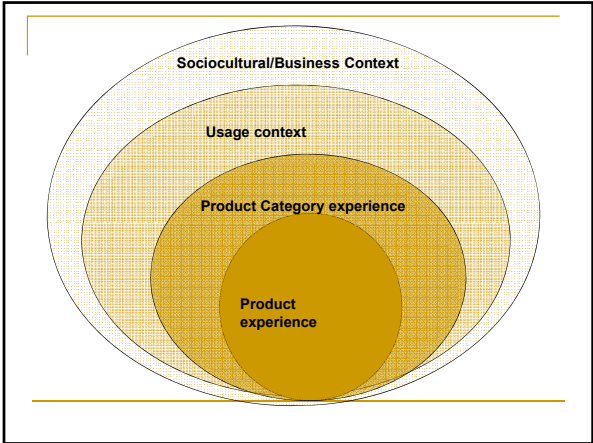 Sociocultural/Business Context
Usage context
Product Category experience
Product
experience